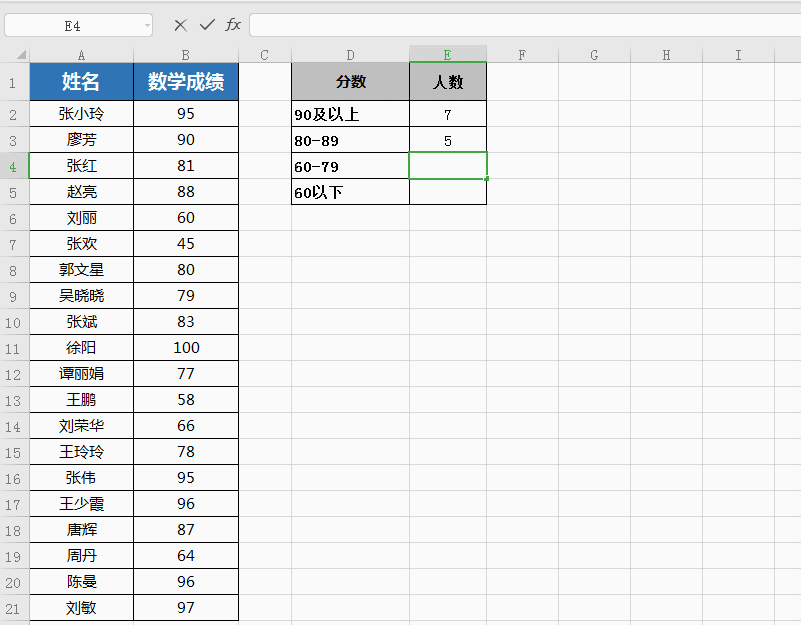 E4 fx
A B C D E F G H I
1 姓名 数学成绩 分数 人数
2 张小玲 95 90及以上 7
3 廖芳 90 80-89 5
4 张红 81 60-79
5 赵亮 88 60以下
6 刘丽 60
7 张欢 45
8 郭文星 80
9 吴晓晓 79
10 张斌 83
11 徐阳 100
12 谭丽娟 77
13 王鹏 58
14 刘荣华 66
15 王玲玲 78
16 张伟 95
17 王少霞 96
18 唐辉 87
19 周丹 64
20 陈曼 96
21 刘敏 97